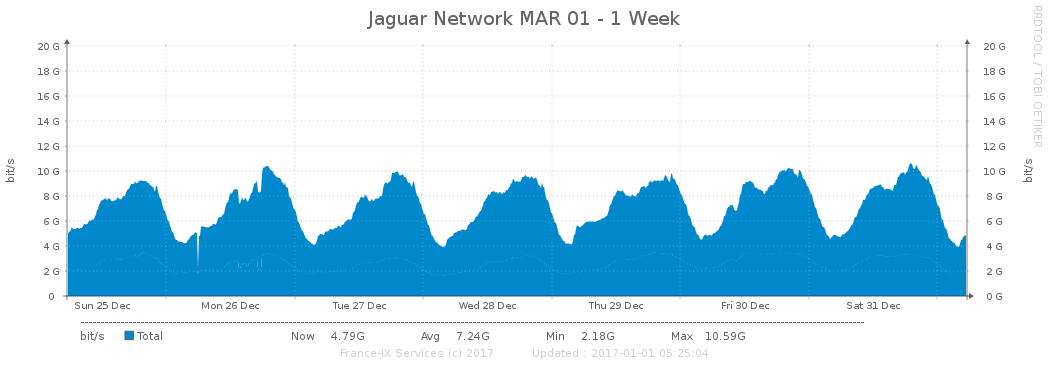 Jaguar Network MAR 01 - 1 Week
RRDTOOL / TOBI OETIKER
bit/s
bit/s
20 G 20 G
18 G 18 G
16 G 16 G
14 G 14 G
12 G 12 G
10 G 10 G
8 G 8 G
6 G 6 G
4 G 4 G
2 G 2 G
0 0 G
Sun 25 Dec Mon 26 Dec Tue 27 Dec Wed 28 Dec Thu 29 Dec Fri 30 Dec Sat 31 Dec
bit/s Total Now 4.79G Avg 7.24G Min 2.18G Max 10.59G
France-IX Services (c) 2017 Updated : 2017-01-01 05:25:04